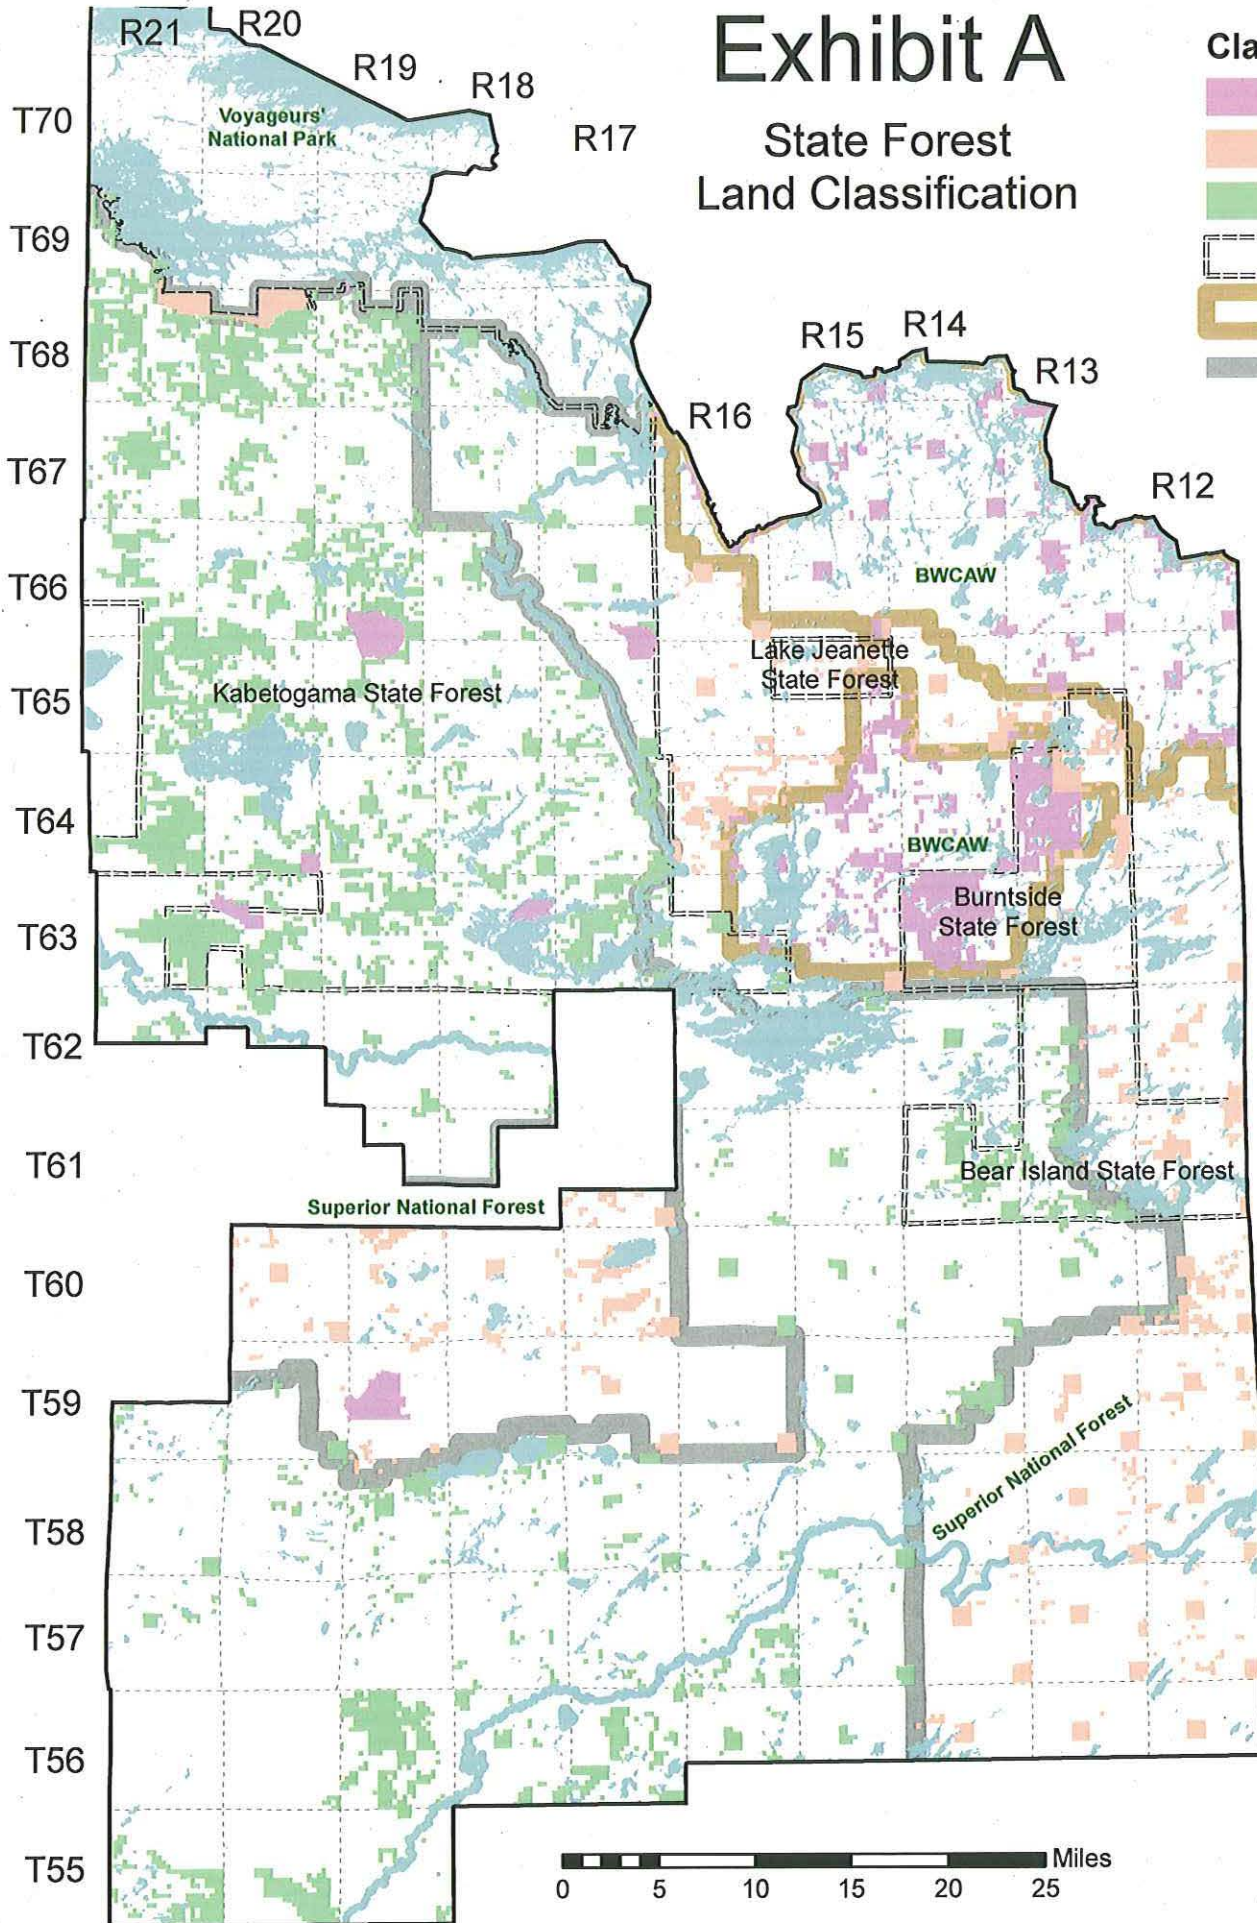 Exhibit A
State Forest
Land Classification
Cla
R21
R20
R19
R18
R17
R16
R15
R14
R13
R12
T70
T69
T68
T67
T66
T65
T64
T63
T62
T61
T60
T59
T58
T57
T56
T55
Voyageurs'
National Park
BWCAW
Lake Jeanette
State Forest
Kabetogama State Forest
BWCAW
Burntside
State Forest
Bear Island State Forest
Superior National Forest
Superior National Forest
Miles
0 5 10 15 20 25